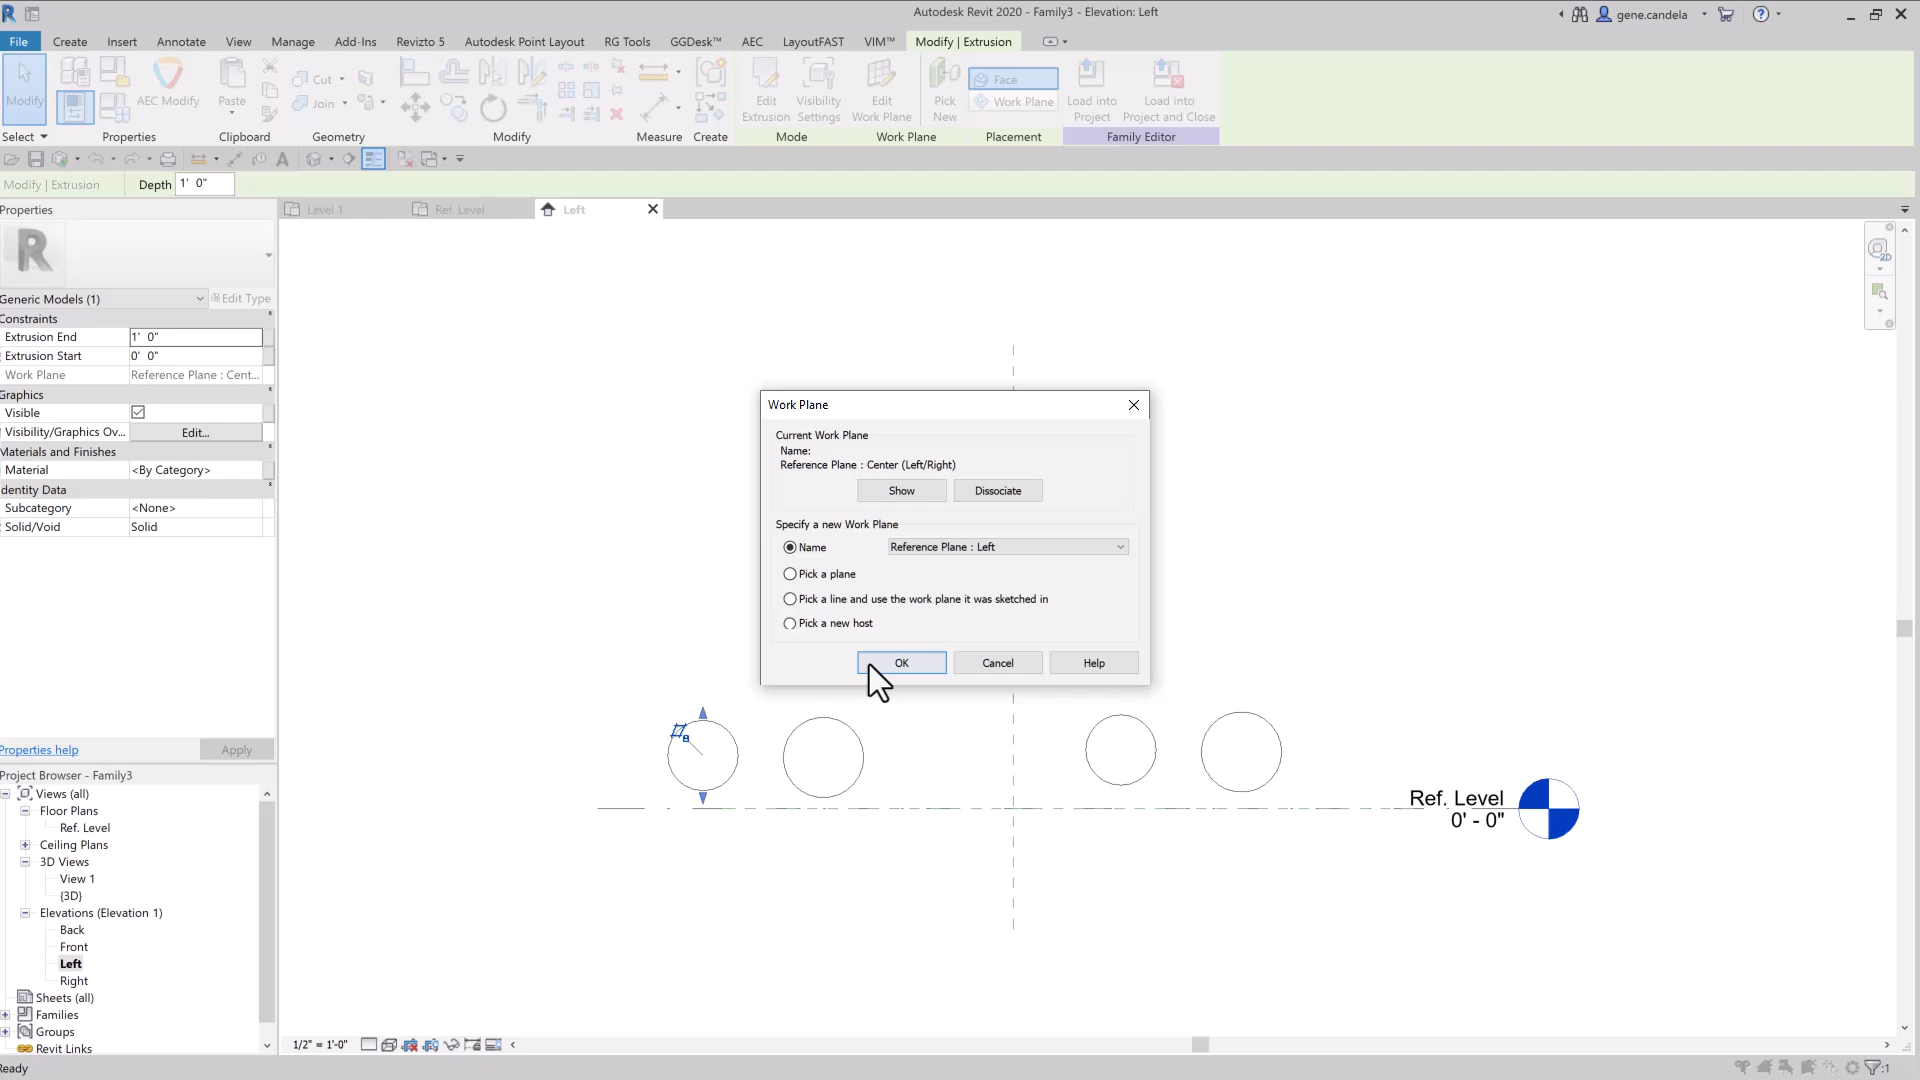 Autodesk Revit 2020 - Family3 - Elevation: Left
gene.candela
File Create Insert Annotate View Manage Add-Ins Revizto 5 Autodesk Point Layout RG Tools GGDesk™ AEC LayoutFAST VIM™ Modify | Extrusion
Modify
AEC Modify
Paste
Cut
Join
Edit Extrusion
Visibility Settings
Edit Work Plane
Pick New
Face
Work Plane
Load into Project
Load into Project and Close
Select Properties Clipboard Geometry Modify Measure Create Mode Work Plane Placement Family Editor
Modify | Extrusion Depth 1' 0"
Properties
Level 1 Ref. Level Left
R
2D
Generic Models (1) Edit Type
Constraints
Extrusion End 1' 0"
Extrusion Start 0' 0"
Work Plane Reference Plane : Cent...
Graphics
Visible
Visibility/Graphics Ov... Edit...
Materials and Finishes
Material <By Category>
dentity Data
Subcategory <None>
Solid/Void Solid
Properties help Apply
Project Browser - Family3
Views (all)
Floor Plans
Ref. Level
Ceiling Plans
3D Views
View 1
{3D}
Elevations (Elevation 1)
Back
Front
Left
Right
Sheets (all)
Families
Groups
Revit Links
Work Plane
Current Work Plane
Name:
Reference Plane : Center (Left/Right)
Show Dissociate
Specify a new Work Plane
Name Reference Plane : Left
Pick a plane
Pick a line and use the work plane it was sketched in
Pick a new host
OK Cancel Help
Ref. Level
0' - 0"
1/2" = 1'-0"
Ready
:1